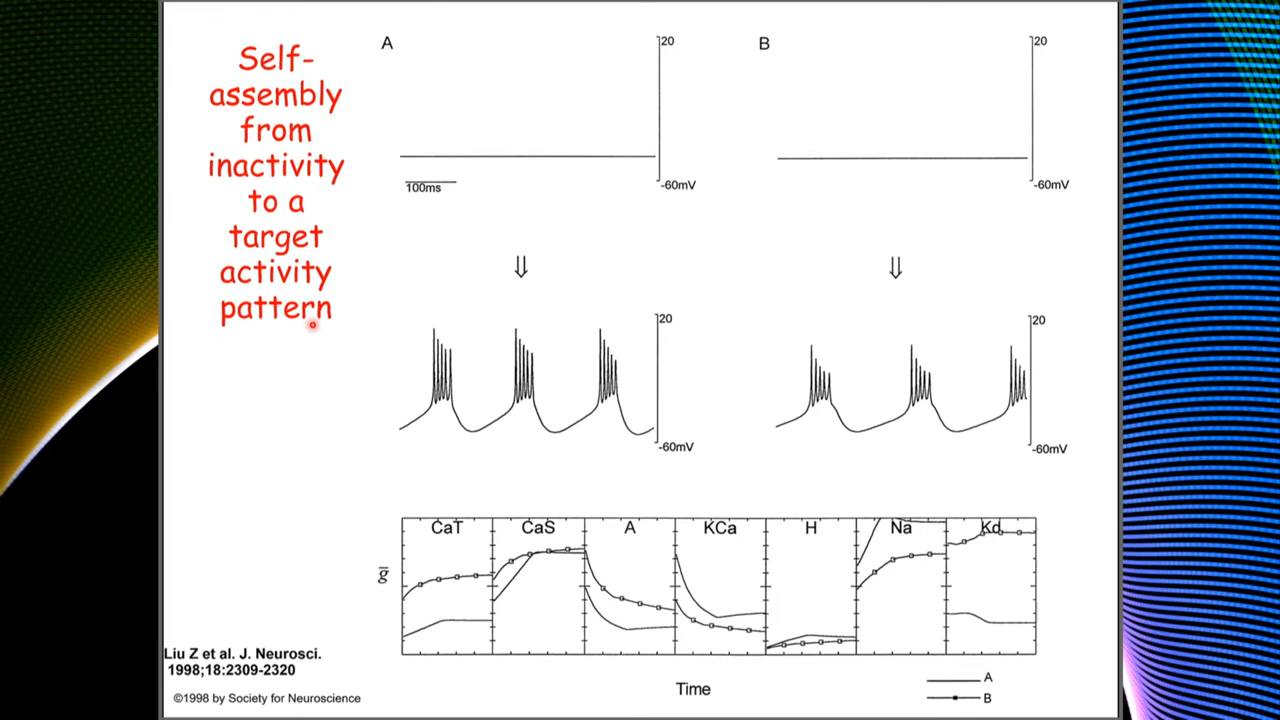 Self-
assembly
from
inactivity
to a
target
activity
pattern
A
20
-60mV
100ms
B
20
-60mV
⇓
⇓
20
-60mV
20
-60mV
CaT
CaS
A
KCa
H
Na
Kd
g̅
Time
A
B
Liu Z et al. J. Neurosci.
1998;18:2309-2320
©1998 by Society for Neuroscience